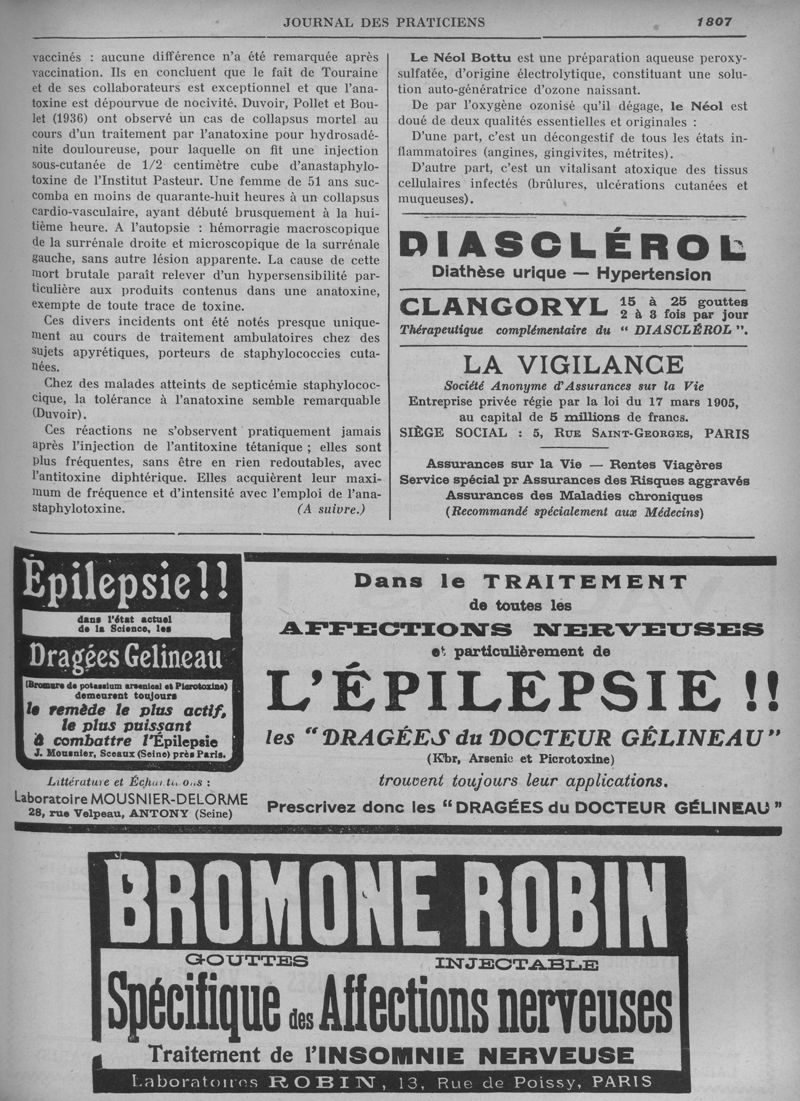 JOURNAL DES PRATICIENS
1807
vaccinés : aucune différence n'a été remarquée après
vaccination. Ils en concluent que le fait de Touraine
et de ses collaborateurs est exceptionnel et que l'ana-
toxine est dépourvue de nocivité. Duvoir, Pollet et Bou-
let (1936) ont observé un cas de collapsus mortel au
cours d'un traitement par l'anatoxine pour hydrosadé-
nite douloureuse, pour laquelle on fit une injection
sous-cutanée de 1/2 centimètre cube d'anastaphylo-
toxine de l'Institut Pasteur. Une femme de 51 ans suc-
comba en moins de quarante-huit heures à un collapsus
cardio-vasculaire, ayant débuté brusquement à la hui-
tième heure. A l'autopsie : hémorragie macroscopique
de la surrénale droite et microscopique de la surrénale
gauche, sans autre lésion apparente. La cause de cette
mort brutale paraît relever d'un hypersensibilité par-
ticulière aux produits contenus dans une anatoxine,
exempte de toute trace de toxine.
Ces divers incidents ont été notés presque unique-
ment au cours de traitement ambulatoires chez des
sujets apyrétiques, porteurs de staphylococcies cuta-
nées.
Chez des malades atteints de septicémie staphylococ-
cique, la tolérance à l'anatoxine semble remarquable
(Duvoir).
Ces réactions ne s'observent pratiquement jamais
après l'injection de l'antitoxine tétanique ; elles sont
plus fréquentes, sans être en rien redoutables, avec
l'antitoxine diphtérique. Elles acquièrent leur maxi-
mum de fréquence et d'intensité avec l'emploi de l'ana-
staphylotoxine. (A suivre.)
Le Néol Bottu est une préparation aqueuse peroxy-
sulfatée, d'origine électrolytique, constituant une solu-
tion auto-génératrice d'ozone naissant.
De par l'oxygène ozonisé qu'il dégage, le Néol est
doué de deux qualités essentielles et originales :
D'une part, c'est un décongestif de tous les états in-
flammatoires (angines, gingivites, métrites).
D'autre part, c'est un vitalisant atoxique des tissus
cellulaires infectés (brûlures, ulcérations cutanées et
muqueuses).
DIASCLÉROL
Diathèse urique — Hypertension
CLANGORYL 15 à 25 gouttes
2 à 3 fois par jour
Thérapeutique complémentaire du " DIASCLÉROL ".
LA VIGILANCE
Société Anonyme d'Assurances sur la Vie
Entreprise privée régie par la loi du 17 mars 1905,
au capital de 5 millions de francs.
SIÈGE SOCIAL : 5, RUE SAINT-GEORGES, PARIS
Assurances sur la Vie — Rentes Viagères
Service spécial pr Assurances des Risques aggravés
Assurances des Maladies chroniques
(Recommandé spécialement aux Médecins)
Épilepsie !!
dans l'état actuel
de la Science, les
Dragées Gelineau
(Bromure de potassium arsenical et Picrotoxine)
demeurent toujours
le remède le plus actif,
le plus puissant
à combattre l'Épilepsie
J. Mousnier, Sceaux (Seine) près Paris.
Littérature et Échantillons :
Laboratoire MOUSNIER-DELORME
28, rue Velpeau, ANTONY (Seine)
Dans le TRAITEMENT
de toutes les
AFFECTIONS NERVEUSES
et particulièrement de
L'ÉPILEPSIE !!
les "DRAGÉES du DOCTEUR GÉLINEAU"
(Kbr, Arsenic et Picrotoxine)
trouvent toujours leur applications.
Prescrivez donc les "DRAGÉES du DOCTEUR GÉLINEAU"
BROMONE ROBIN
GOUTTES INJECTABLE
Spécifique des Affections nerveuses
Traitement de l'INSOMNIE NERVEUSE
Laboratoires ROBIN, 13, Rue de Poissy, PARIS